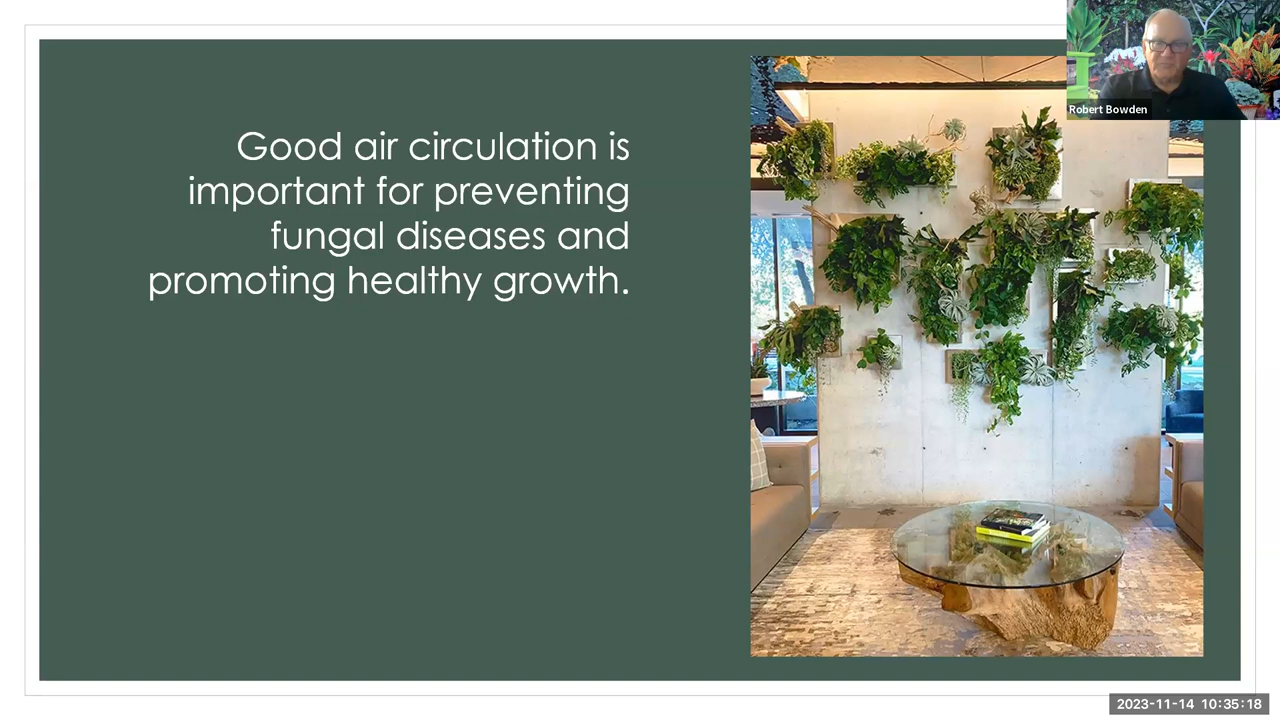 Good air circulation is
important for preventing
fungal diseases and
promoting healthy growth.
Robert Bowden
2023-11-14 10:35:18